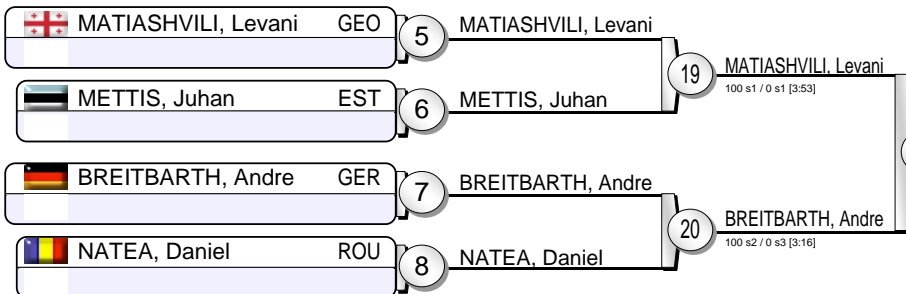 MATIASHVILI, Levani GEO
5
MATIASHVILI, Levani
19
MATIASHVILI, Levani
100 s1 / 0 s1 [3:53]
METTIS, Juhan EST
6
METTIS, Juhan
BREITBARTH, Andre GER
7
BREITBARTH, Andre
20
BREITBARTH, Andre
100 s2 / 0 s3 [3:16]
NATEA, Daniel ROU
8
NATEA, Daniel